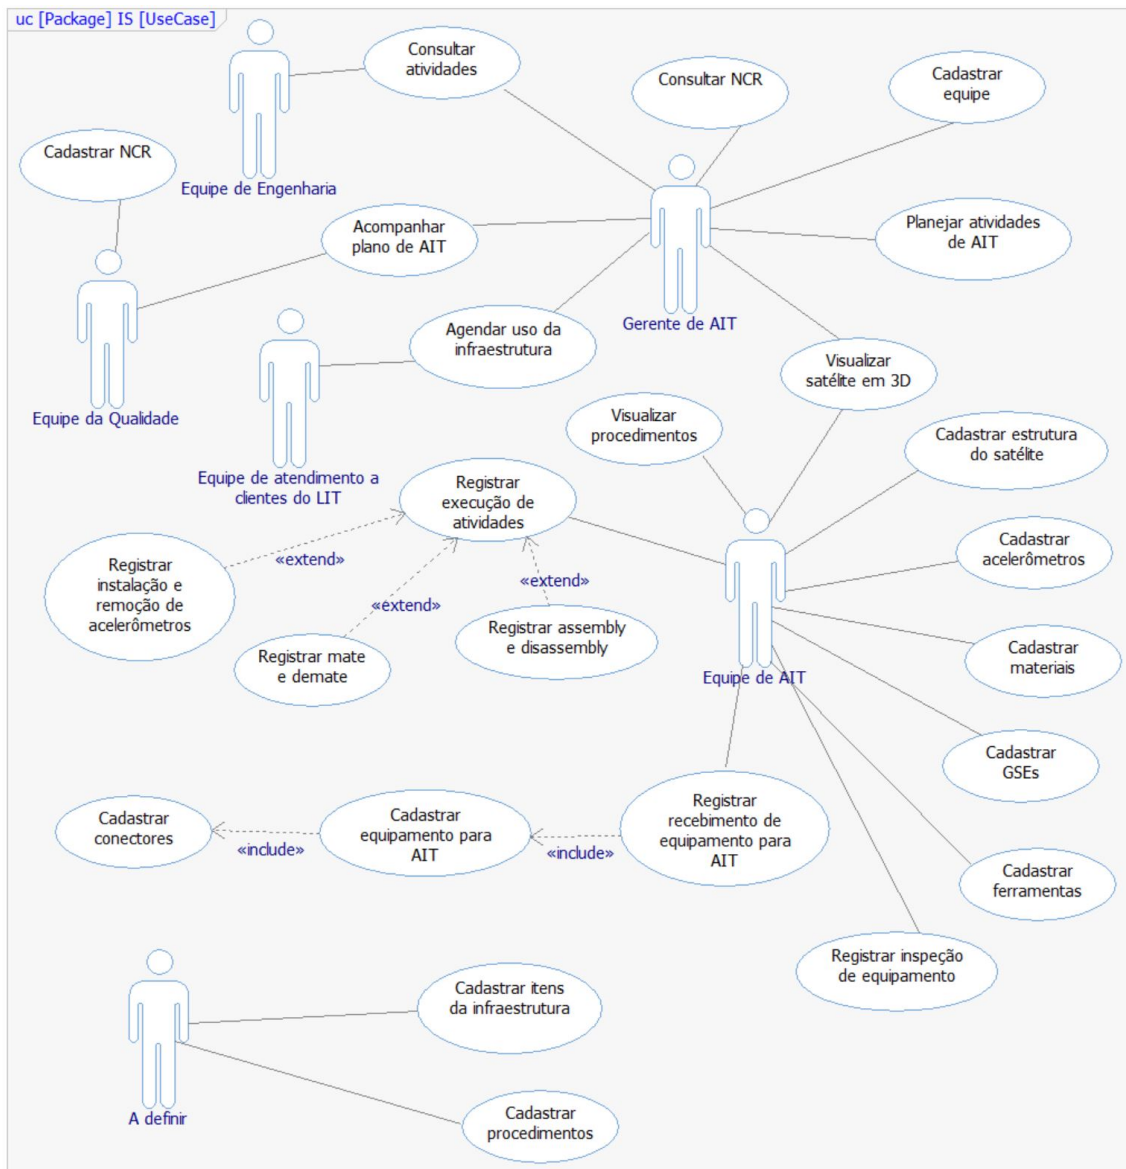 uc [Package] IS [UseCase]
Consultar
atividades
Consultar NCR
Cadastrar
equipe
Cadastrar NCR
Equipe de Engenharia
Acompanhar
plano de AIT
Planejar atividades
de AIT
Gerente de AIT
Agendar uso da
infraestrutura
Visualizar
satélite em 3D
Equipe da Qualidade
Visualizar
procedimentos
Cadastrar estrutura
do satélite
Equipe de atendimento a
clientes do LIT
Registrar
execução de
atividades
Cadastrar
acelerômetros
Registrar
instalação e
remoção de
acelerômetros
«extend»
«extend»
«extend»
Registrar mate
e demate
Registrar assembly
e disassembly
Cadastrar
materiais
Equipe de AIT
Cadastrar
GSEs
Cadastrar
conectores
«include»
Cadastrar
equipamento para
AIT
«include»
Registrar
recebimento de
equipamento para
AIT
Cadastrar
ferramentas
Registrar inspeção
de equipamento
Cadastrar itens
da infraestrutura
A definir
Cadastrar
procedimentos